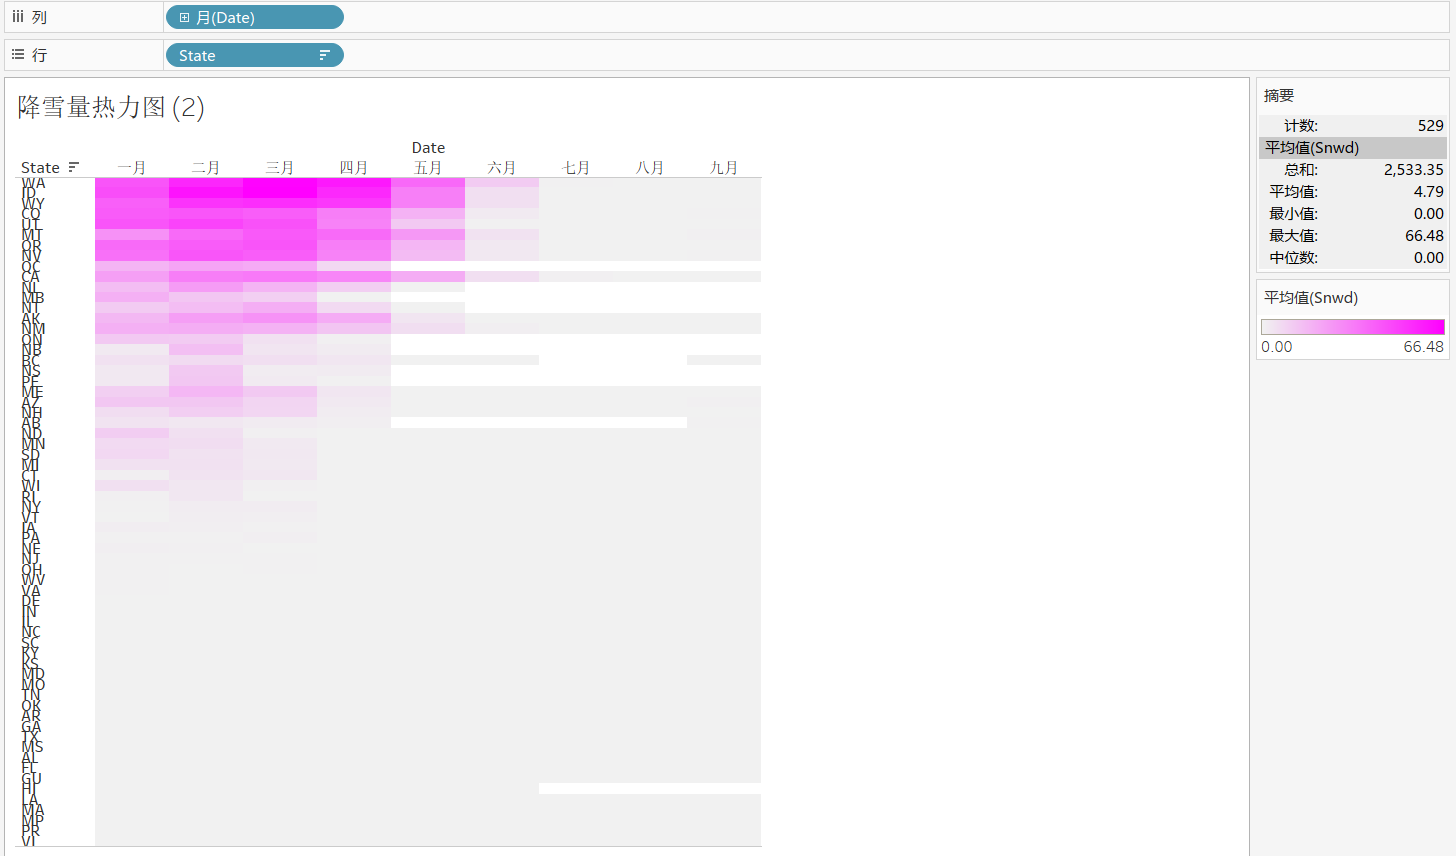 列
月(Date)
行
State
降雪量热力图 (2)
Date
State 一月 二月 三月 四月 五月 六月 七月 八月 九月
WA
ID
WY
CO
UT
MT
OR
NV
QC
CA
NL
MB
NT
AK
NM
ON
NB
BC
NS
PE
ME
AZ
NH
AB
ND
MN
SD
MI
CT
WI
RI
NY
VT
IA
PA
NE
NJ
OH
WV
VA
DE
IN
IL
NC
SC
KY
KS
MD
MO
TN
OK
AR
GA
TX
MS
AL
FL
GU
HI
LA
MA
MP
PR
VI
摘要
计数: 529
平均值(Snwd)
总和: 2,533.35
平均值: 4.79
最小值: 0.00
最大值: 66.48
中位数: 0.00
平均值(Snwd)
0.00 66.48